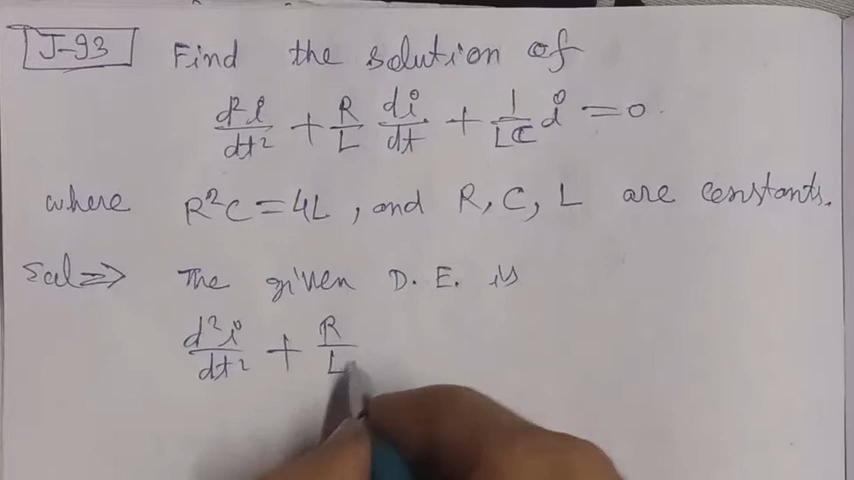 J-93 Find the solution of
d²i/dt² + R/L di/dt + 1/LC i = 0.
where R²C = 4L, and R, C, L are constants.
Sol⇒ The given D.E. is
d²i/dt² + R/L